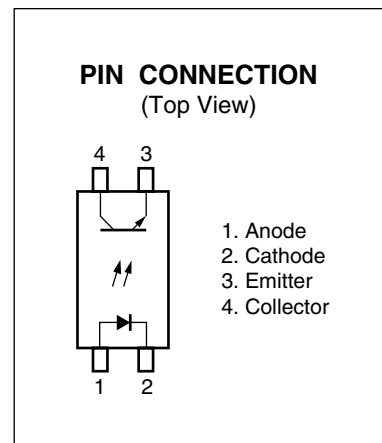 PIN CONNECTION
(Top View)
4 3
1. Anode
2. Cathode
3. Emitter
4. Collector
1 2